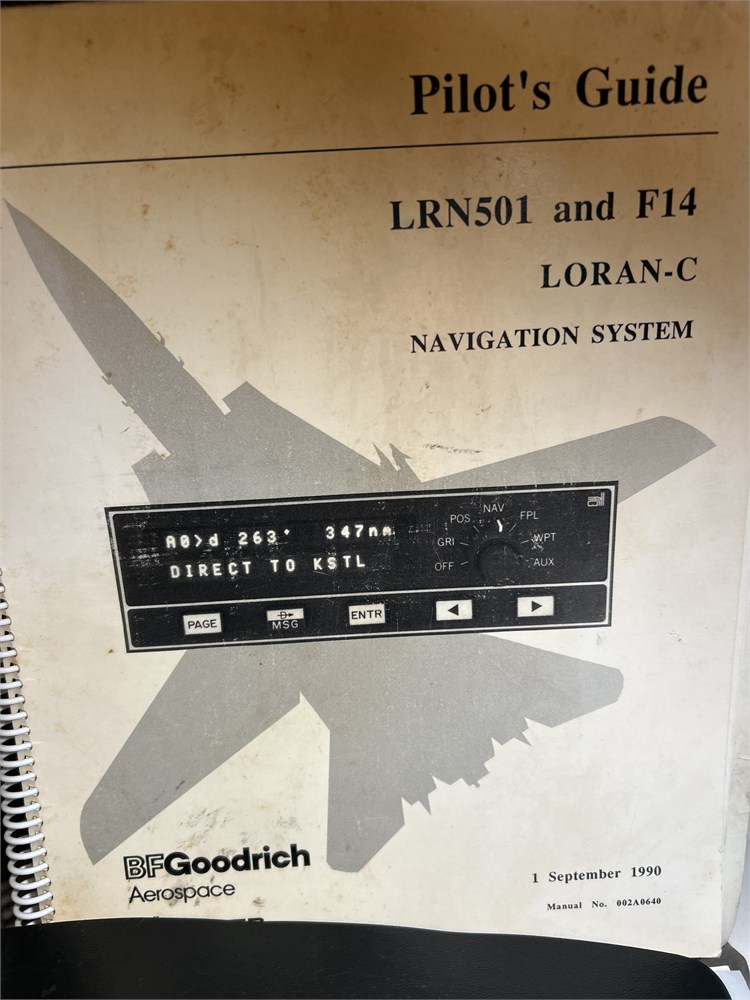 Pilot's Guide
LRN501 and F14
LORAN-C
NAVIGATION SYSTEM
A0>d 263° 347nm
DIRECT TO KSTL
NAV
POS FPL
GRI WPT
OFF AUX
PAGE
D
MSG
ENTR
BFGoodrich
Aerospace
1 September 1990
Manual No. 002A0640